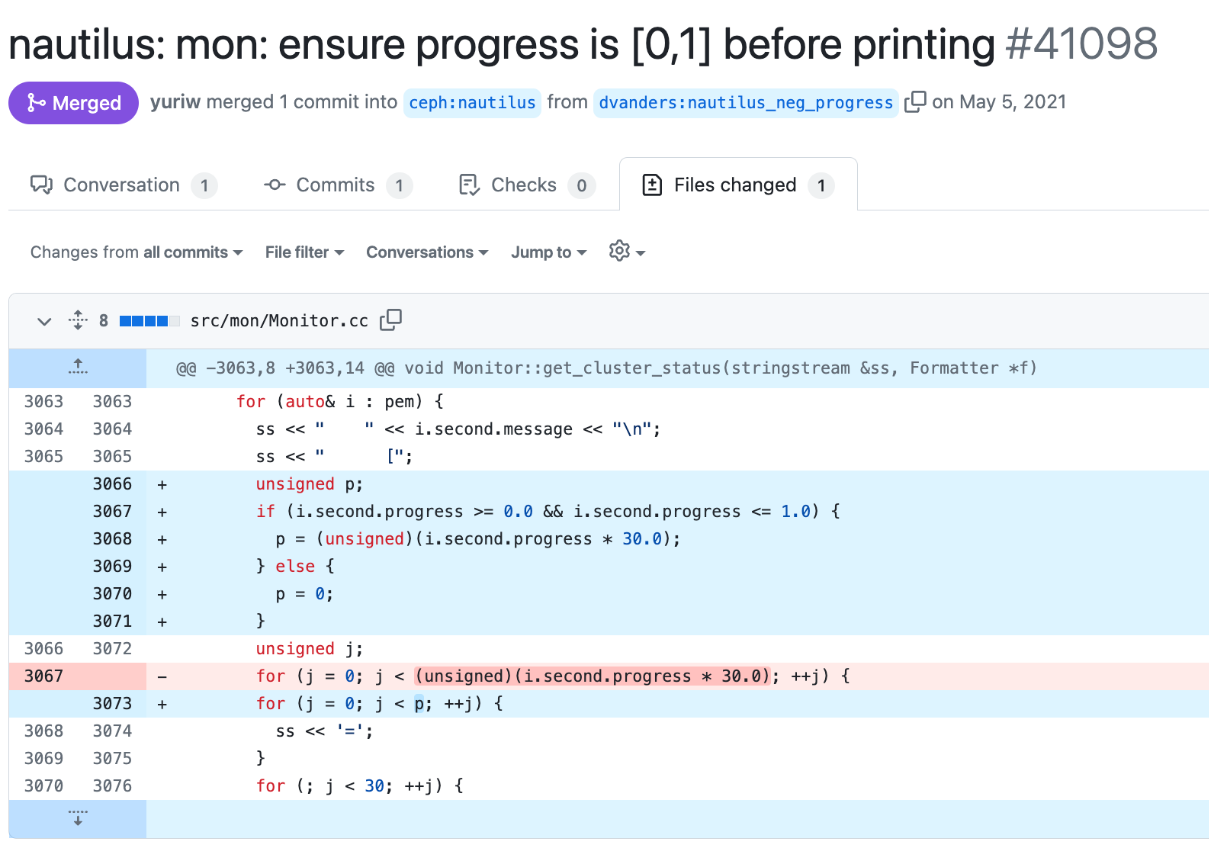 nautilus: mon: ensure progress is [0,1] before printing #41098
Merged yuriw merged 1 commit into ceph:nautilus from dvanders:nautilus_neg_progress on May 5, 2021
Conversation 1 Commits 1 Checks 0 Files changed 1
Changes from all commits File filter Conversations Jump to
8 src/mon/Monitor.cc
@@ -3063,8 +3063,14 @@ void Monitor::get_cluster_status(stringstream &ss, Formatter *f)
3063 3063 for (auto& i : pem) {
3064 3064 ss << "    " << i.second.message << "\n";
3065 3065 ss << "      [";
3066 + unsigned p;
3067 + if (i.second.progress >= 0.0 && i.second.progress <= 1.0) {
3068 + p = (unsigned)(i.second.progress * 30.0);
3069 + } else {
3070 + p = 0;
3071 + }
3066 3072 unsigned j;
3067 - for (j = 0; j < (unsigned)(i.second.progress * 30.0); ++j) {
3073 + for (j = 0; j < p; ++j) {
3068 3074 ss << '=';
3069 3075 }
3070 3076 for (; j < 30; ++j) {